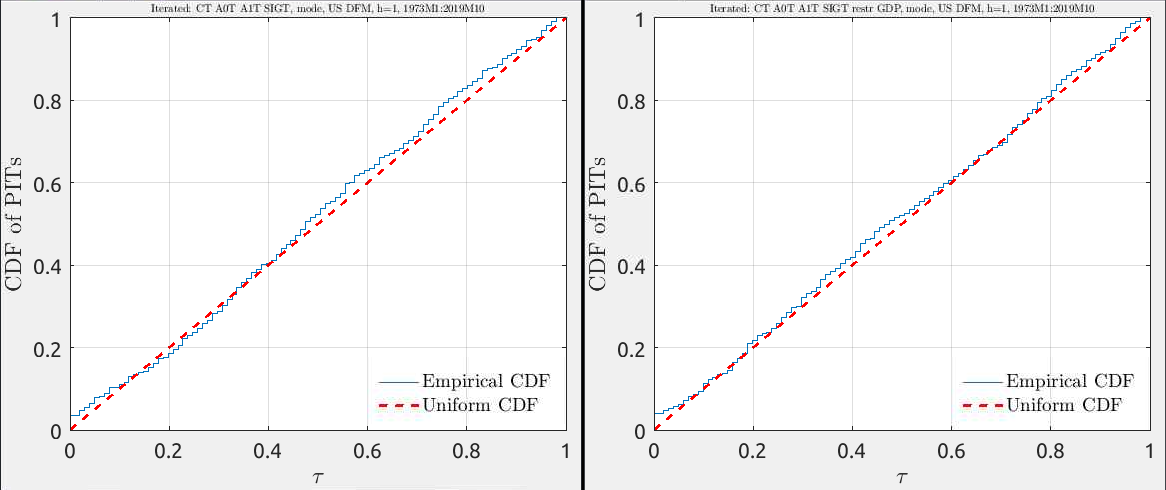 Iterated: CT A0T A1T SIGT, mode, US DFM, h=1, 1973M1:2019M10
1
0.8
0.6
0.4
0.2
0
CDF of PITs
Empirical CDF
Uniform CDF
0 0.2 0.4 0.6 0.8 1
τ
Iterated: CT A0T A1T SIGT restr GDP, mode, US DFM, h=1, 1973M1:2019M10
1
0.8
0.6
0.4
0.2
0
CDF of PITs
Empirical CDF
Uniform CDF
0 0.2 0.4 0.6 0.8 1
τ